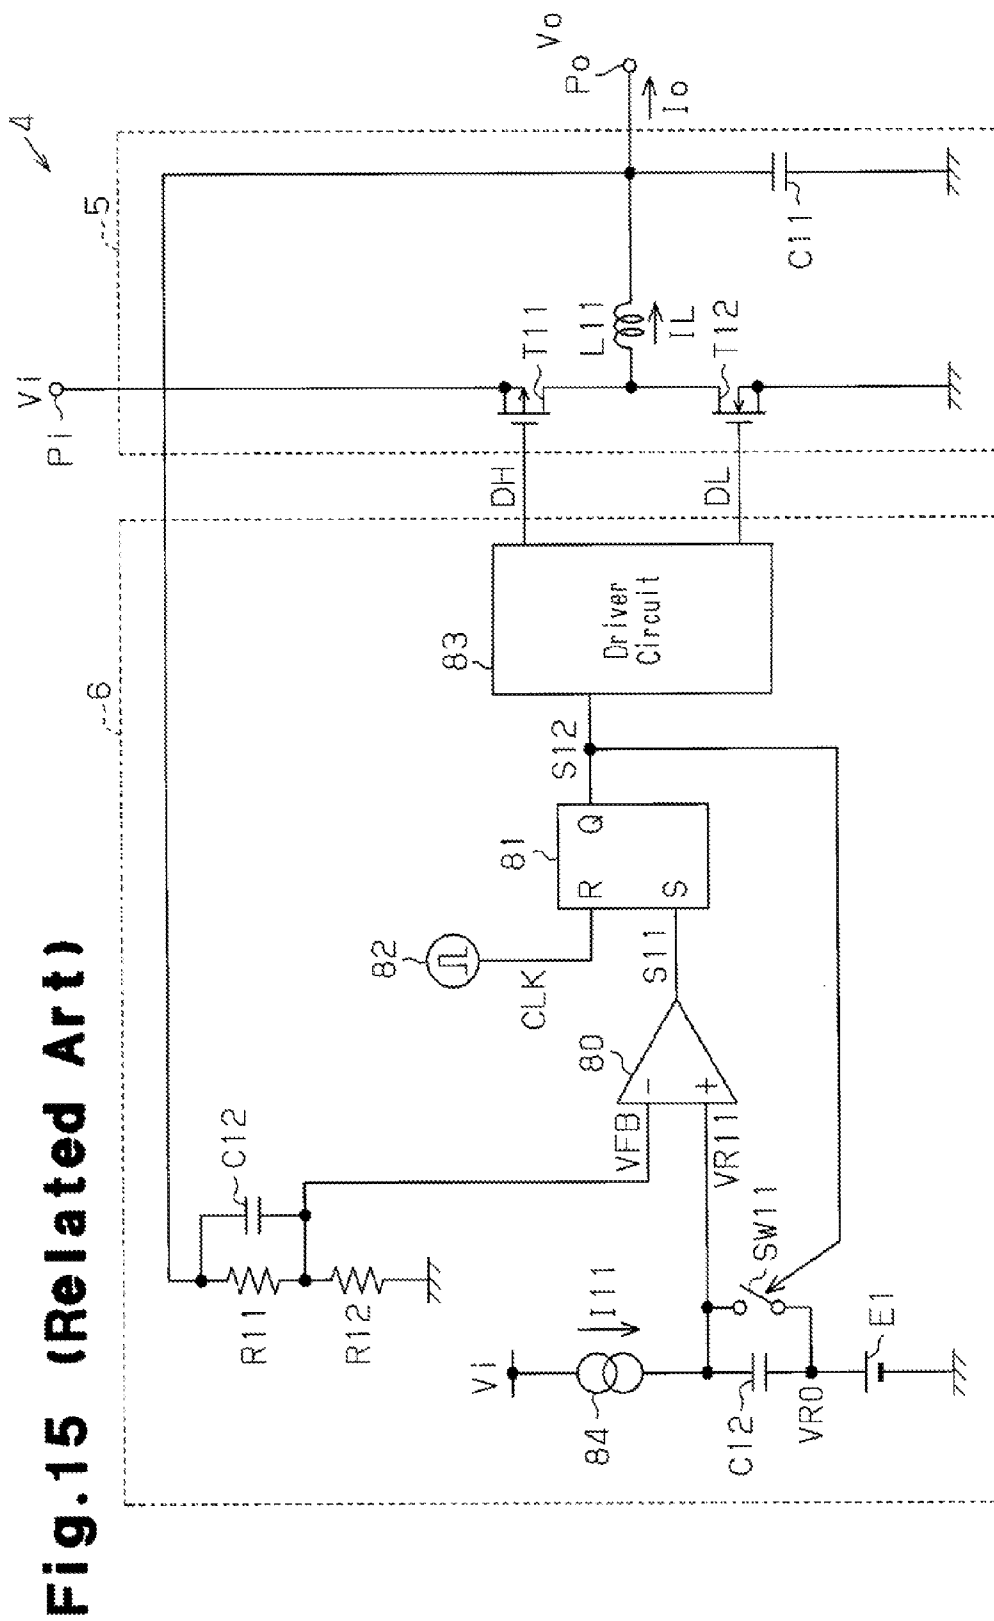 Fig.15 (Related Art)
4
5
6
Vi
Pi
Po
Vo
Io
C11
L11
IL
T11
T12
DH
DL
83
Driver
Circuit
S12
81
R
Q
S
82
CLK
S11
80
-
+
VFB
VR11
C12
R11
R12
Vi
I11
84
SW11
C12
VR0
E1